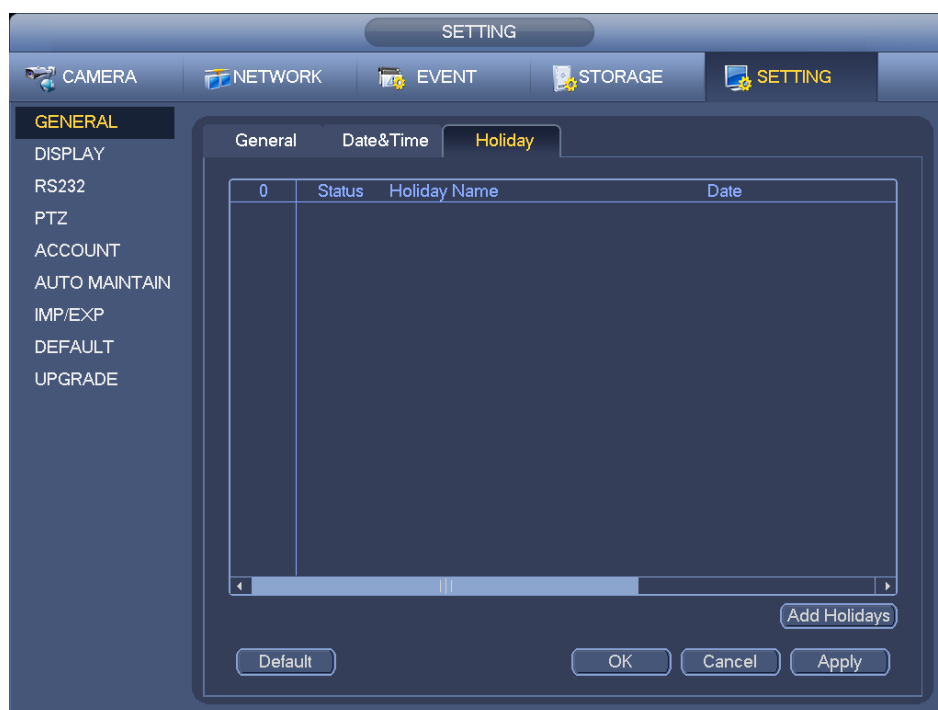 SETTING
CAMERA NETWORK EVENT STORAGE SETTING
GENERAL
DISPLAY
RS232
PTZ
ACCOUNT
AUTO MAINTAIN
IMP/EXP
DEFAULT
UPGRADE
General Date&Time Holiday
0 Status Holiday Name Date
Add Holidays
Default OK Cancel Apply